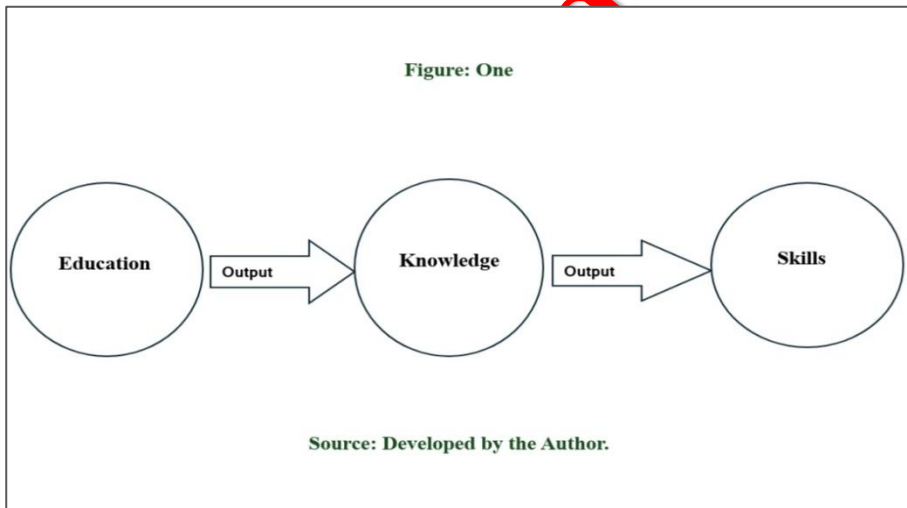 Figure: One
Education
Output
Knowledge
Output
Skills
Source: Developed by the Author.